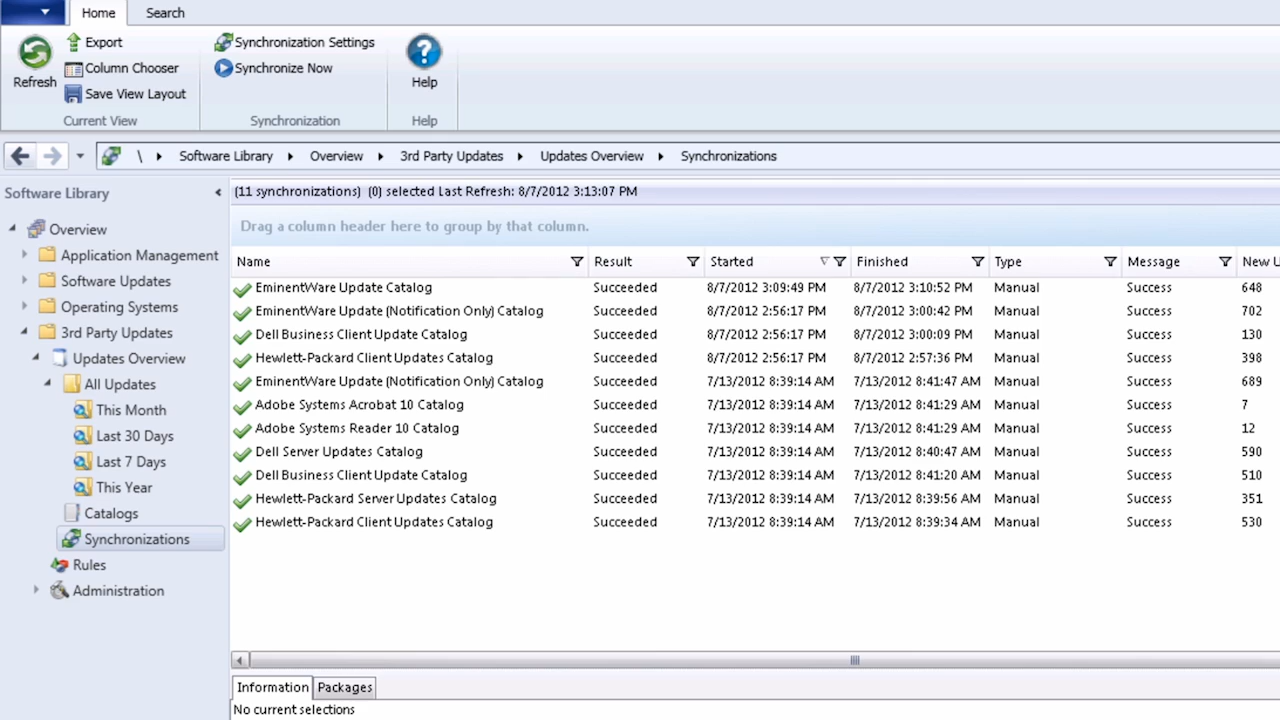 Home Search
Refresh
Export
Column Chooser
Save View Layout
Current View
Synchronization Settings
Synchronize Now
Synchronization
Help
Help
\ Software Library Overview 3rd Party Updates Updates Overview Synchronizations
Software Library
Overview
Application Management
Software Updates
Operating Systems
3rd Party Updates
Updates Overview
All Updates
This Month
Last 30 Days
Last 7 Days
This Year
Catalogs
Synchronizations
Rules
Administration
(11 synchronizations) (0) selected Last Refresh: 8/7/2012 3:13:07 PM
Drag a column header here to group by that column.
Name Result Started Finished Type Message New U
EminentWare Update Catalog Succeeded 8/7/2012 3:09:49 PM 8/7/2012 3:10:52 PM Manual Success 648
EminentWare Update (Notification Only) Catalog Succeeded 8/7/2012 2:56:17 PM 8/7/2012 3:00:42 PM Manual Success 702
Dell Business Client Update Catalog Succeeded 8/7/2012 2:56:17 PM 8/7/2012 3:00:09 PM Manual Success 130
Hewlett-Packard Client Updates Catalog Succeeded 8/7/2012 2:56:17 PM 8/7/2012 2:57:36 PM Manual Success 398
EminentWare Update (Notification Only) Catalog Succeeded 7/13/2012 8:39:14 AM 7/13/2012 8:41:47 AM Manual Success 689
Adobe Systems Acrobat 10 Catalog Succeeded 7/13/2012 8:39:14 AM 7/13/2012 8:41:29 AM Manual Success 7
Adobe Systems Reader 10 Catalog Succeeded 7/13/2012 8:39:14 AM 7/13/2012 8:41:29 AM Manual Success 12
Dell Server Updates Catalog Succeeded 7/13/2012 8:39:14 AM 7/13/2012 8:40:47 AM Manual Success 590
Dell Business Client Update Catalog Succeeded 7/13/2012 8:39:14 AM 7/13/2012 8:41:20 AM Manual Success 510
Hewlett-Packard Server Updates Catalog Succeeded 7/13/2012 8:39:14 AM 7/13/2012 8:39:56 AM Manual Success 351
Hewlett-Packard Client Updates Catalog Succeeded 7/13/2012 8:39:14 AM 7/13/2012 8:39:34 AM Manual Success 530
Information Packages
No current selections